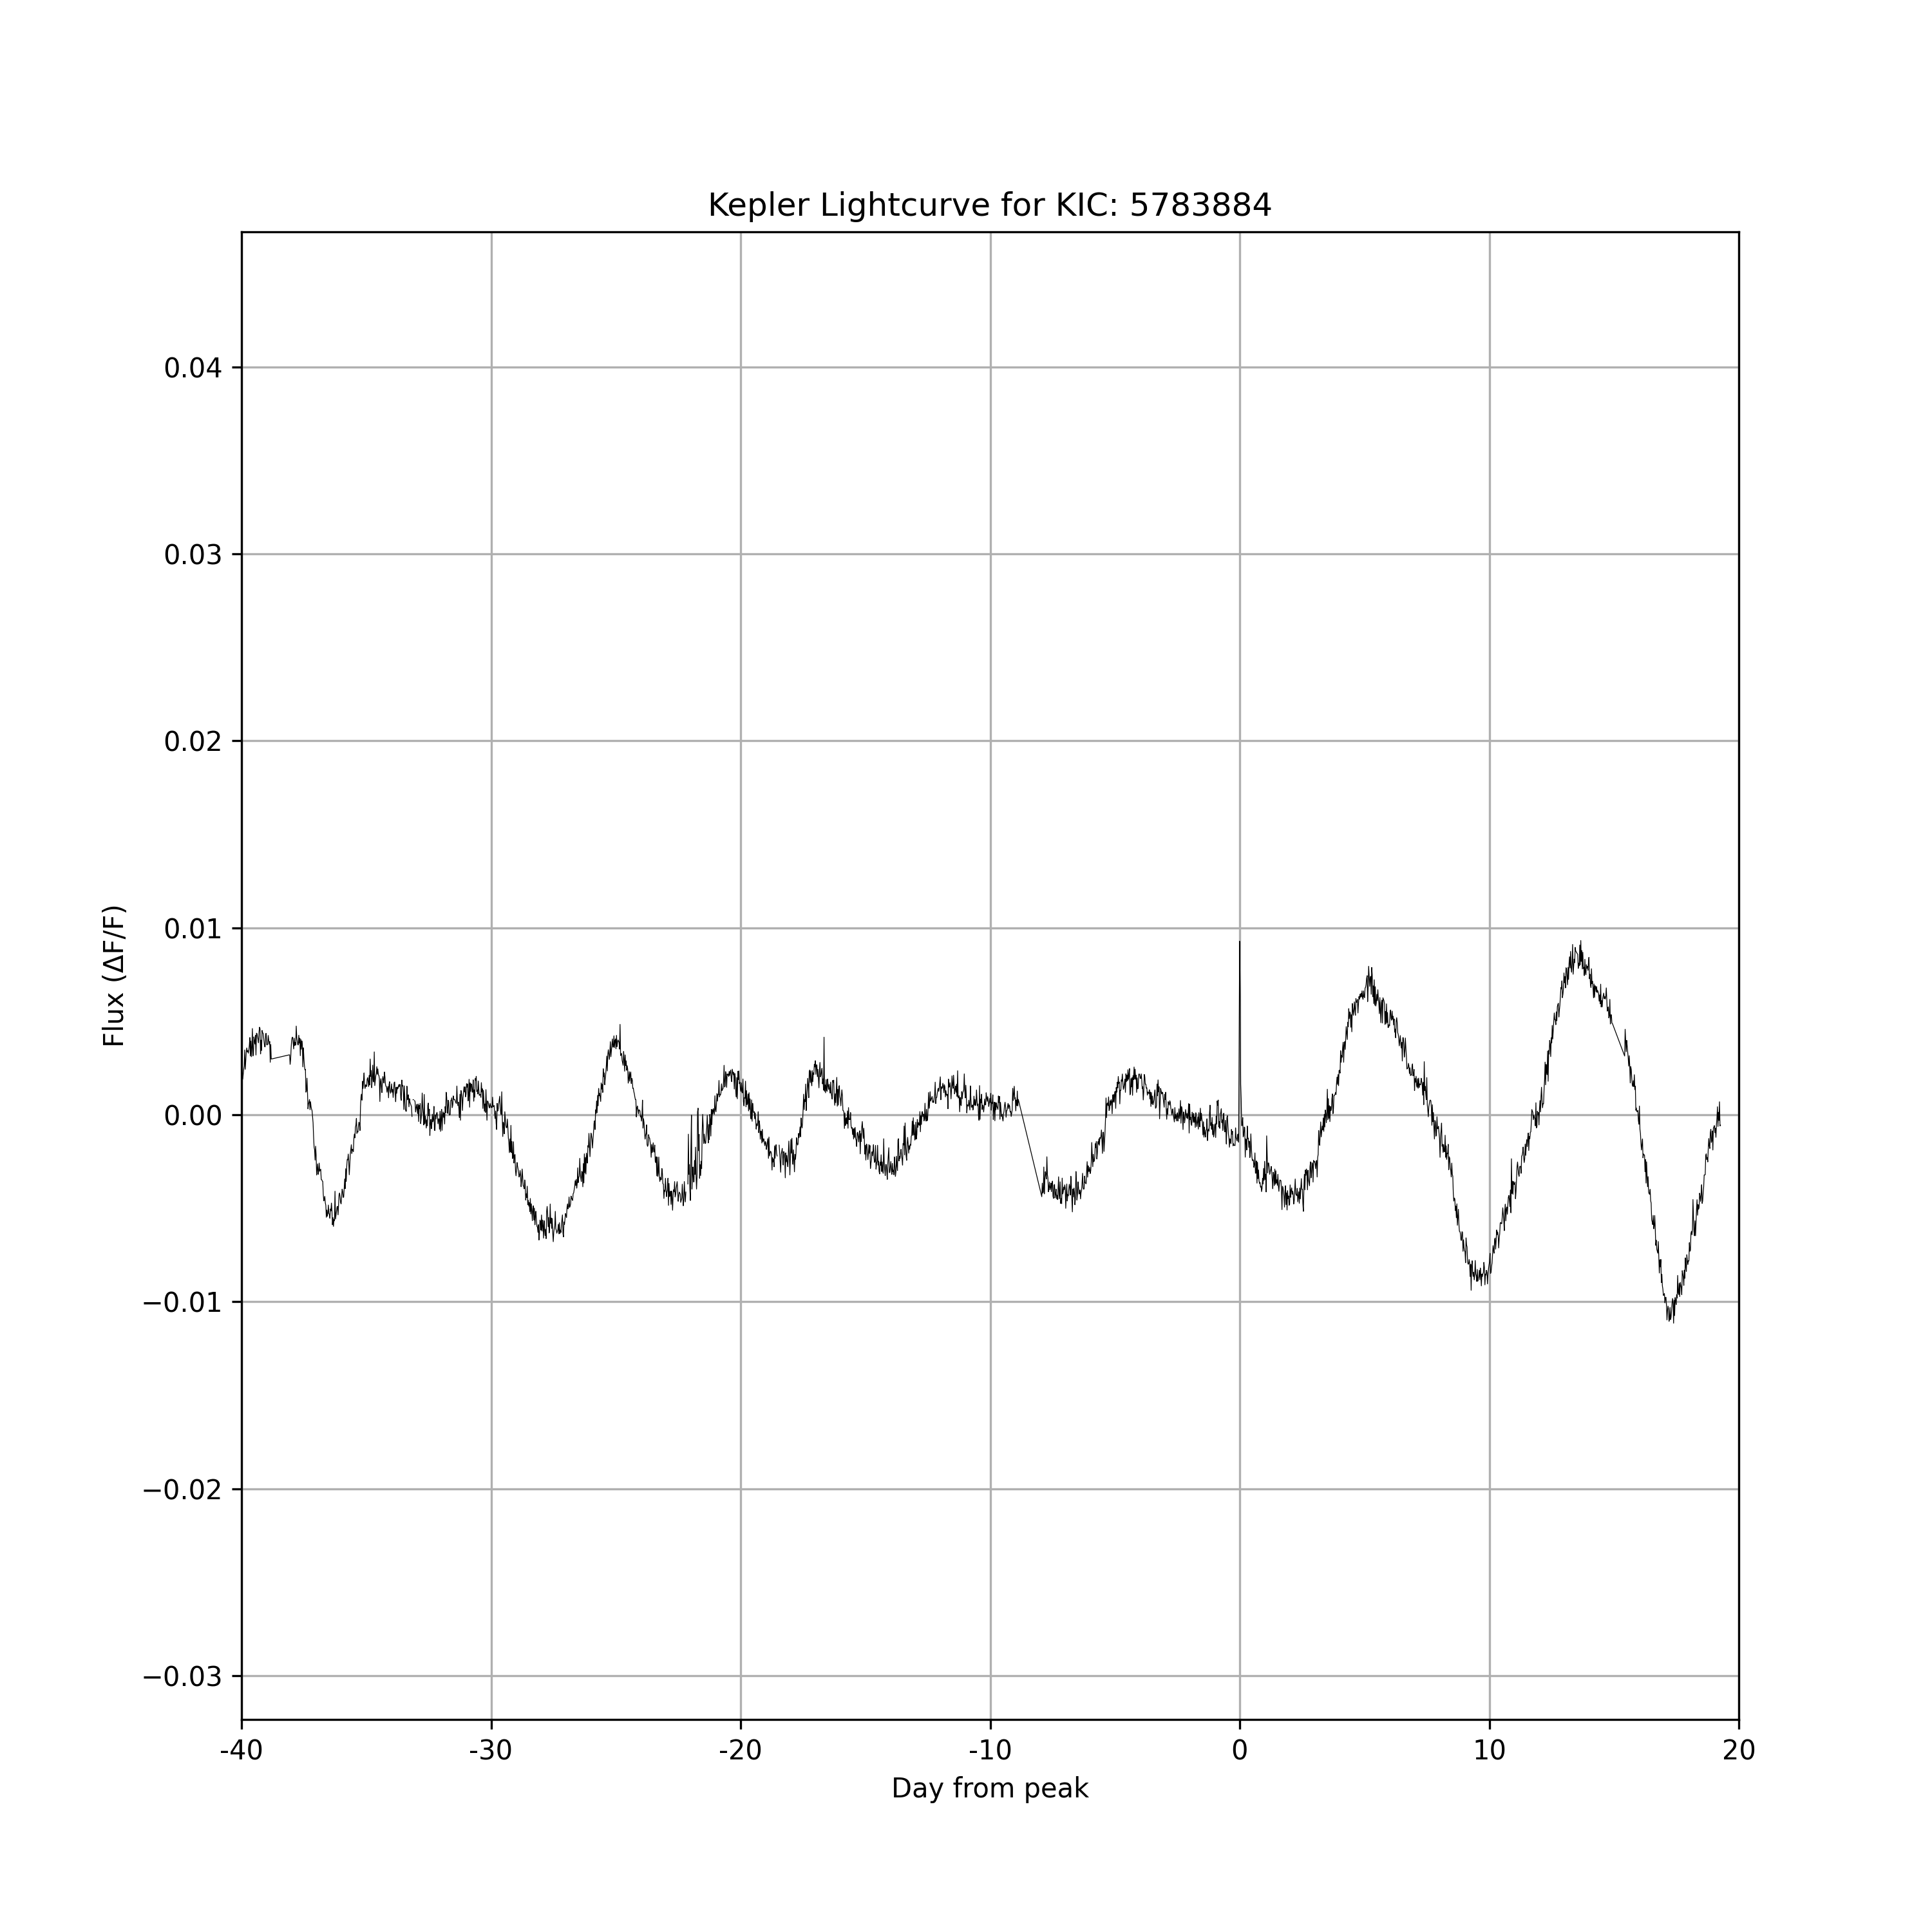 Kepler Lightcurve for KIC: 5783884
Flux (ΔF/F)
0.04
0.03
0.02
0.01
0.00
−0.01
−0.02
−0.03
-40 -30 -20 -10 0 10 20
Day from peak